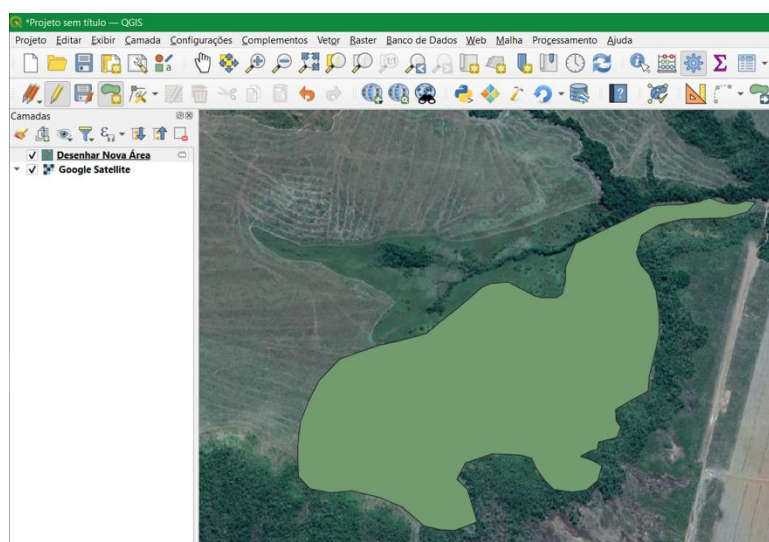 *Projeto sem título — QGIS
Projeto Editar Exibir Camada Configurações Complementos Vetor Raster Banco de Dados Web Malha Processamento Ajuda
Camadas
Desenhar Nova Área
Google Satellite